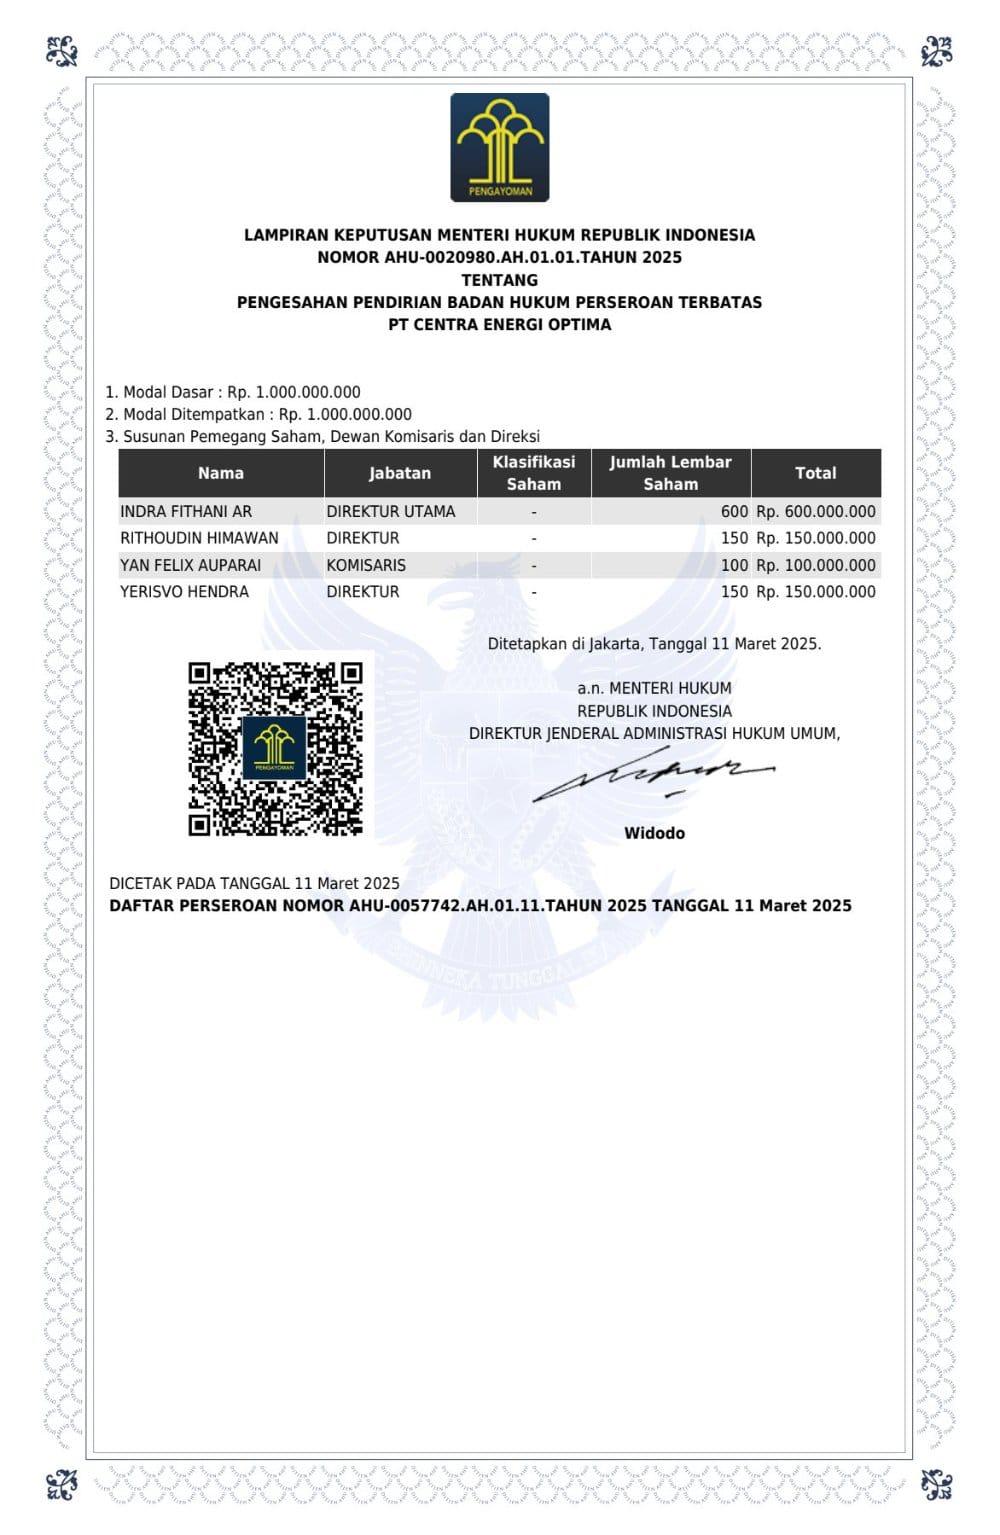 PENGAYOMAN
LAMPIRAN KEPUTUSAN MENTERI HUKUM REPUBLIK INDONESIA
NOMOR AHU-0020980.AH.01.01.TAHUN 2025
TENTANG
PENGESAHAN PENDIRIAN BADAN HUKUM PERSEROAN TERBATAS
PT CENTRA ENERGI OPTIMA
1. Modal Dasar : Rp. 1.000.000.000
2. Modal Ditempatkan : Rp. 1.000.000.000
3. Susunan Pemegang Saham, Dewan Komisaris dan Direksi
Nama Jabatan Klasifikasi Saham Jumlah Lembar Saham Total
INDRA FITHANI AR DIREKTUR UTAMA - 600 Rp. 600.000.000
RITHOUDIN HIMAWAN DIREKTUR - 150 Rp. 150.000.000
YAN FELIX AUPARAI KOMISARIS - 100 Rp. 100.000.000
YERISVO HENDRA DIREKTUR - 150 Rp. 150.000.000
Ditetapkan di Jakarta, Tanggal 11 Maret 2025.
a.n. MENTERI HUKUM
REPUBLIK INDONESIA
DIREKTUR JENDERAL ADMINISTRASI HUKUM UMUM,
PENGAYOMAN
Widodo
DICETAK PADA TANGGAL 11 Maret 2025
DAFTAR PERSEROAN NOMOR AHU-0057742.AH.01.11.TAHUN 2025 TANGGAL 11 Maret 2025